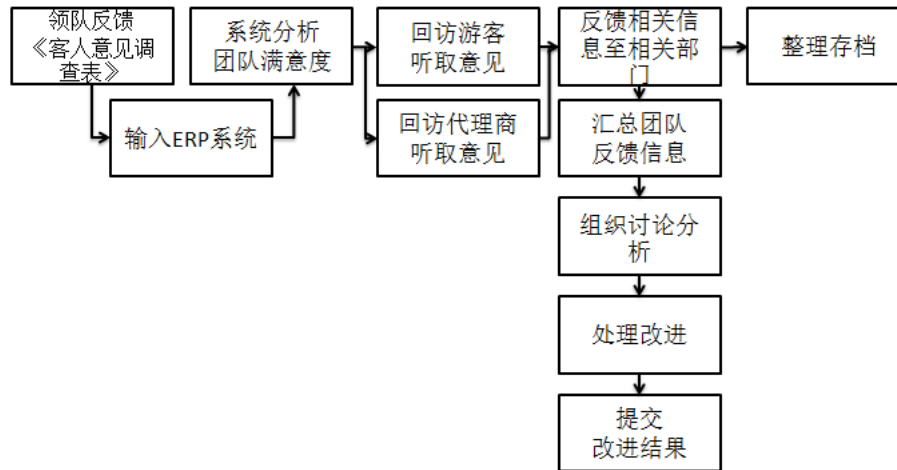 领队反馈
《客人意见调
查表》
系统分析
团队满意度
回访游客
听取意见
反馈相关信
息至相关部
门
整理存档
输入ERP系统
回访代理商
听取意见
汇总团队
反馈信息
组织讨论分
析
处理改进
提交
改进结果